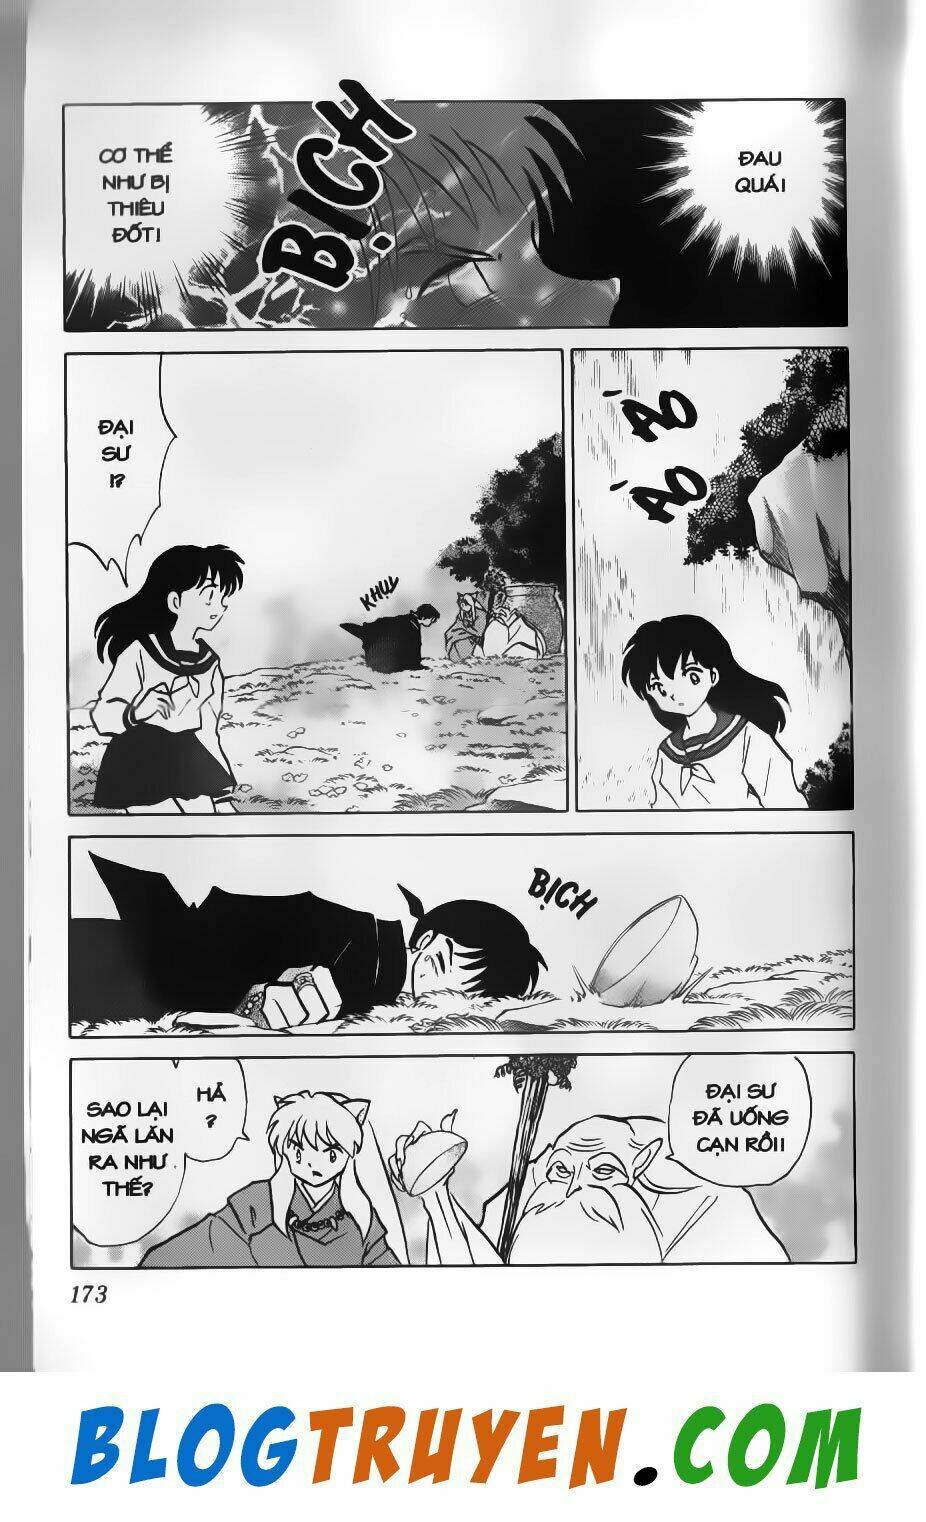 ĐAU
QUÁ!
BỊCH
CƠ THỂ
NHƯ BỊ
THIÊU
ĐỐT!
ÀO
ÀO
ĐẠI
SƯ
!?
KHỤY
BỊCH
ĐẠI SƯ
ĐÃ UỐNG
CẠN RỒI!
HẢ
?
SAO LẠI
NGÃ LĂN
RA NHƯ
THẾ?
173
BLOGTRUYEN.COM